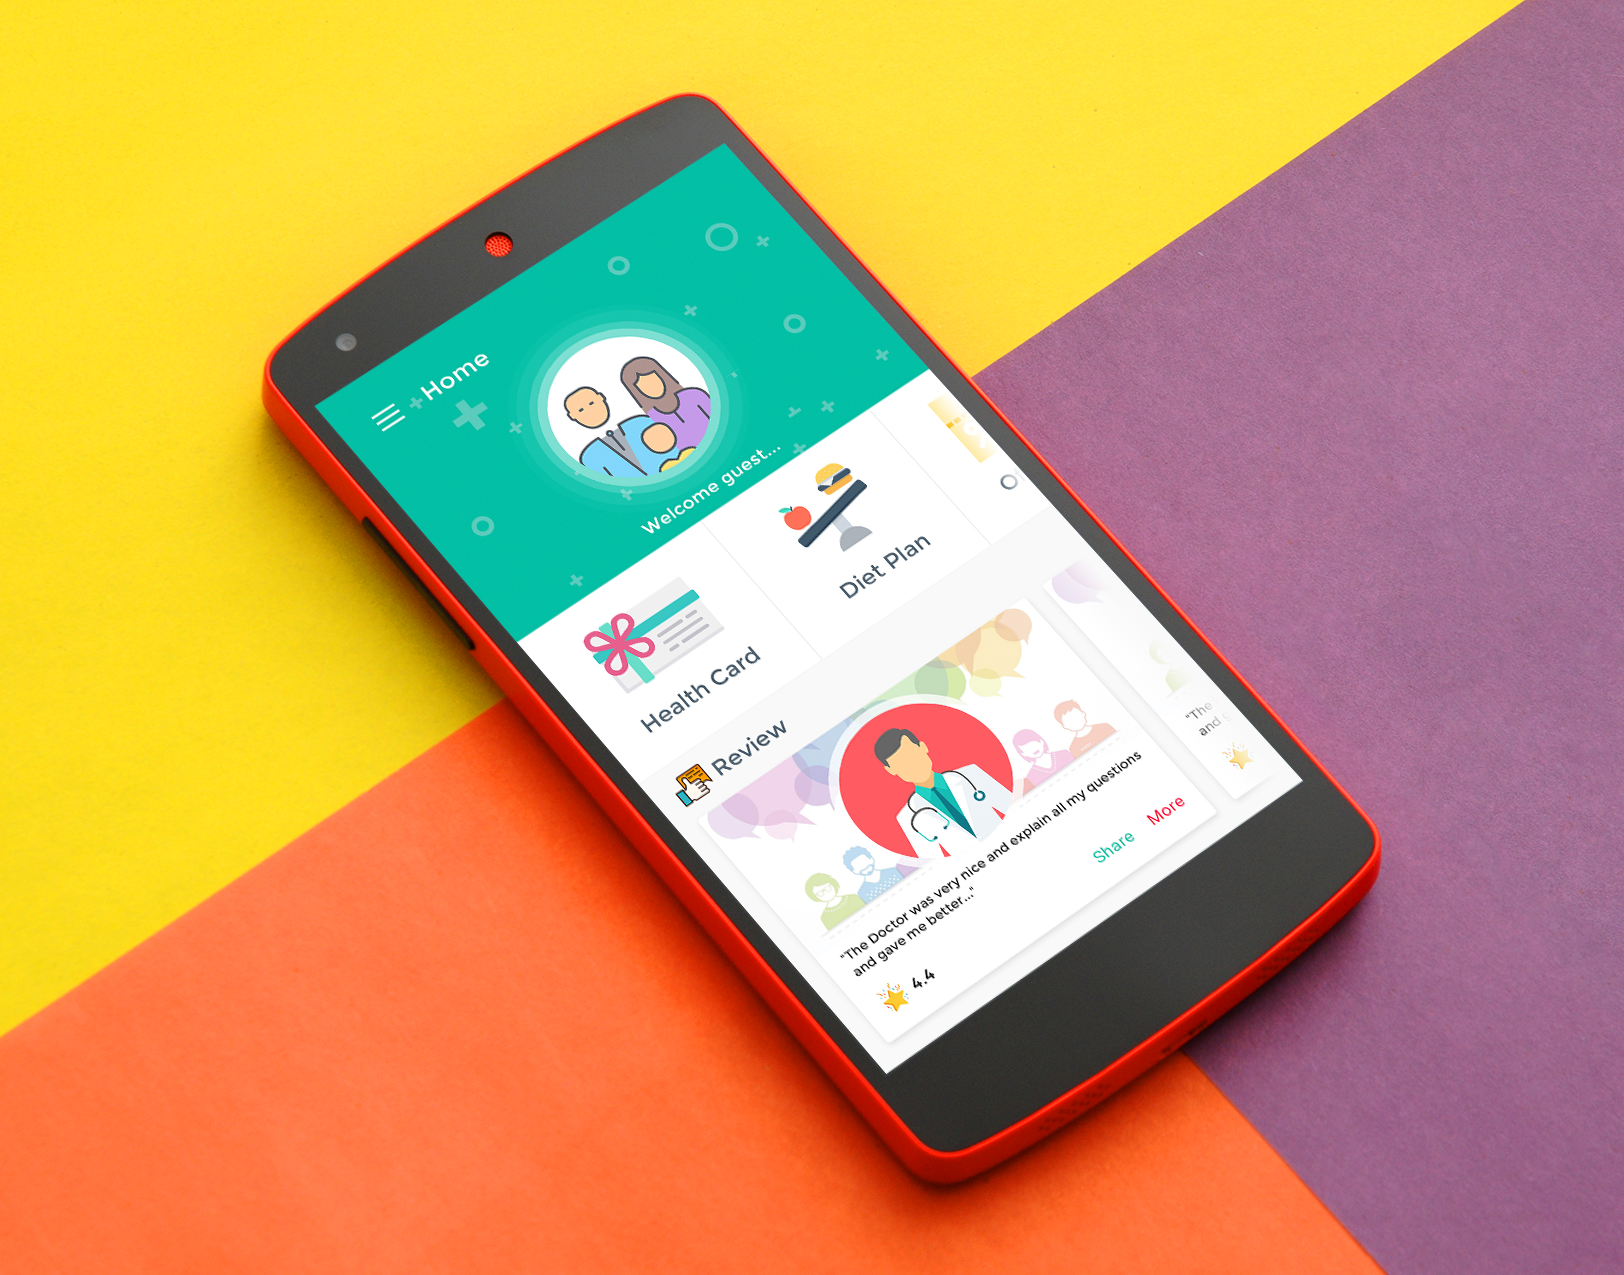 Home
Welcome guest...
Health Card
Diet Plan
Review
"The Doctor was very nice and explain all my questions
and gave me better..."
4.4
Share
More
"The
and